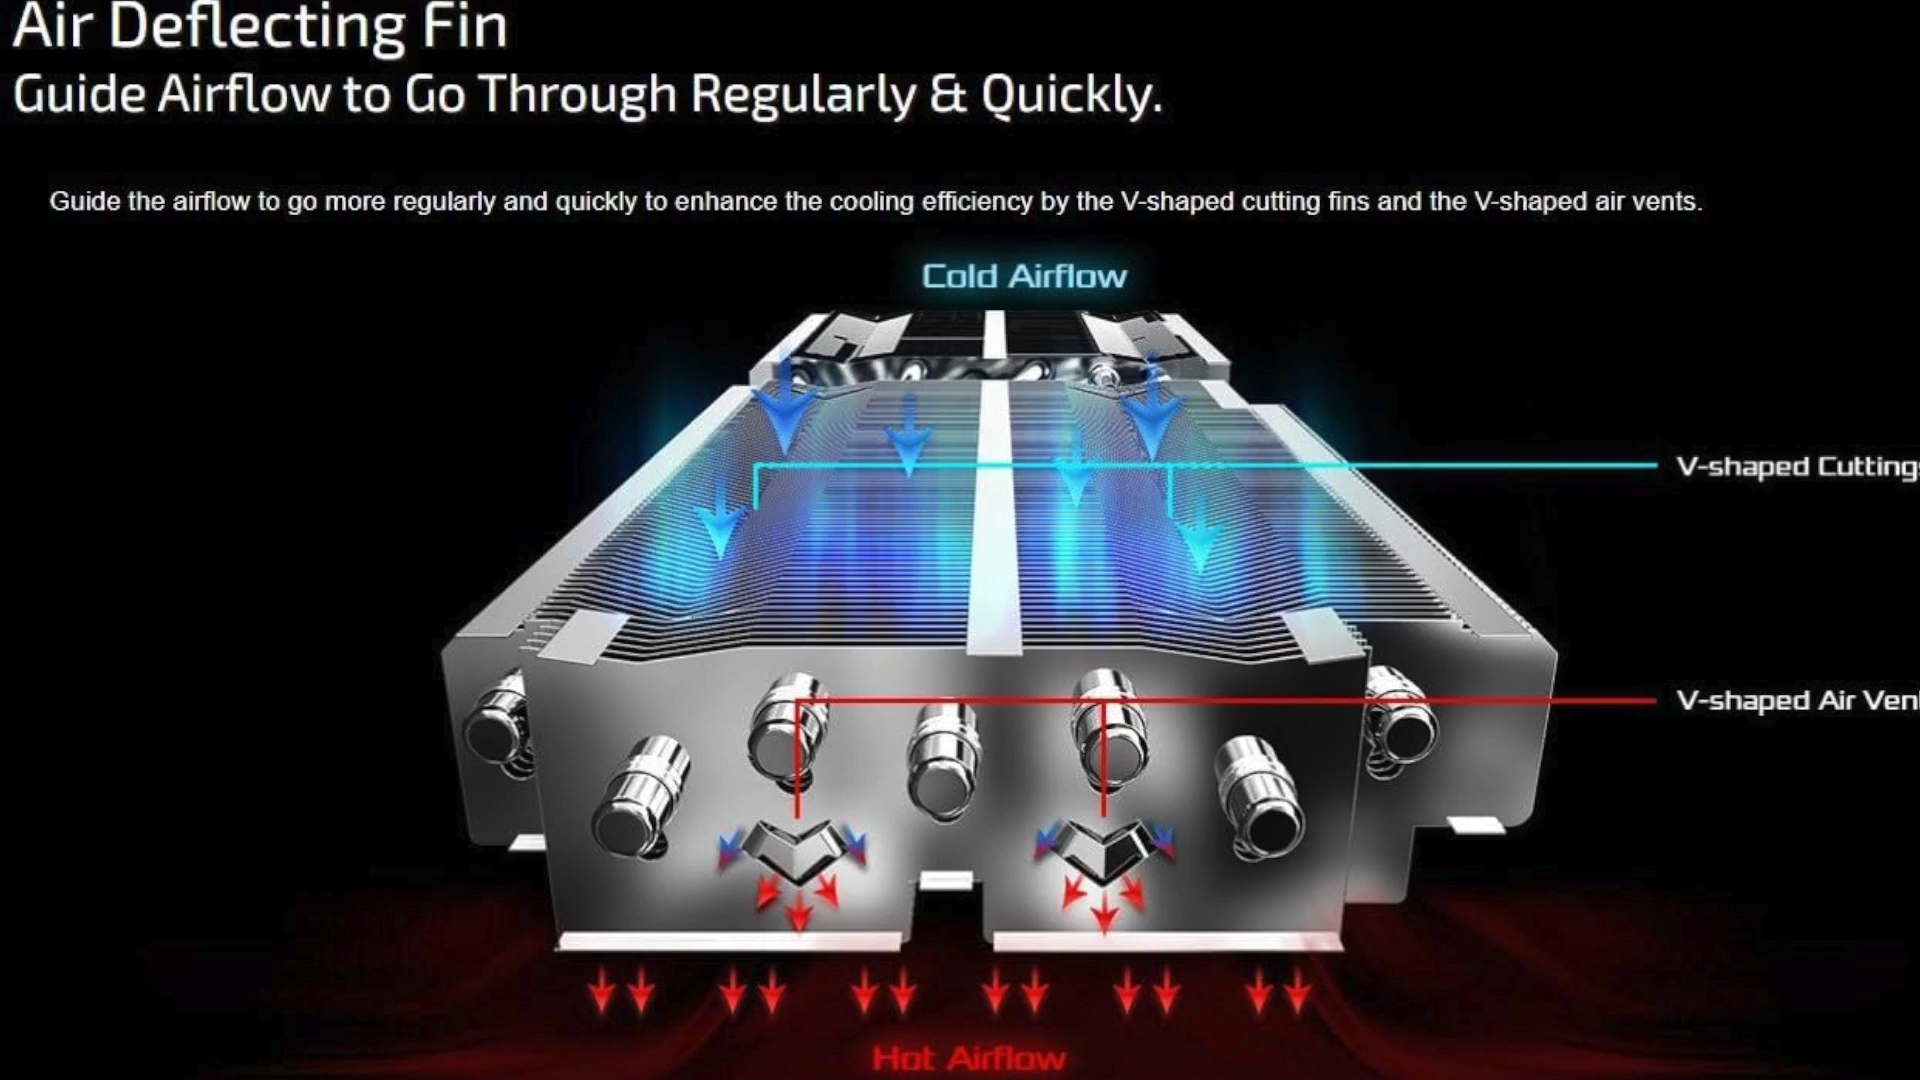 Air Deflecting Fin
Guide Airflow to Go Through Regularly & Quickly.
Guide the airflow to go more regularly and quickly to enhance the cooling efficiency by the V-shaped cutting fins and the V-shaped air vents.
Cold Airflow
V-shaped Cuttings
V-shaped Air Vent
Hot Airflow